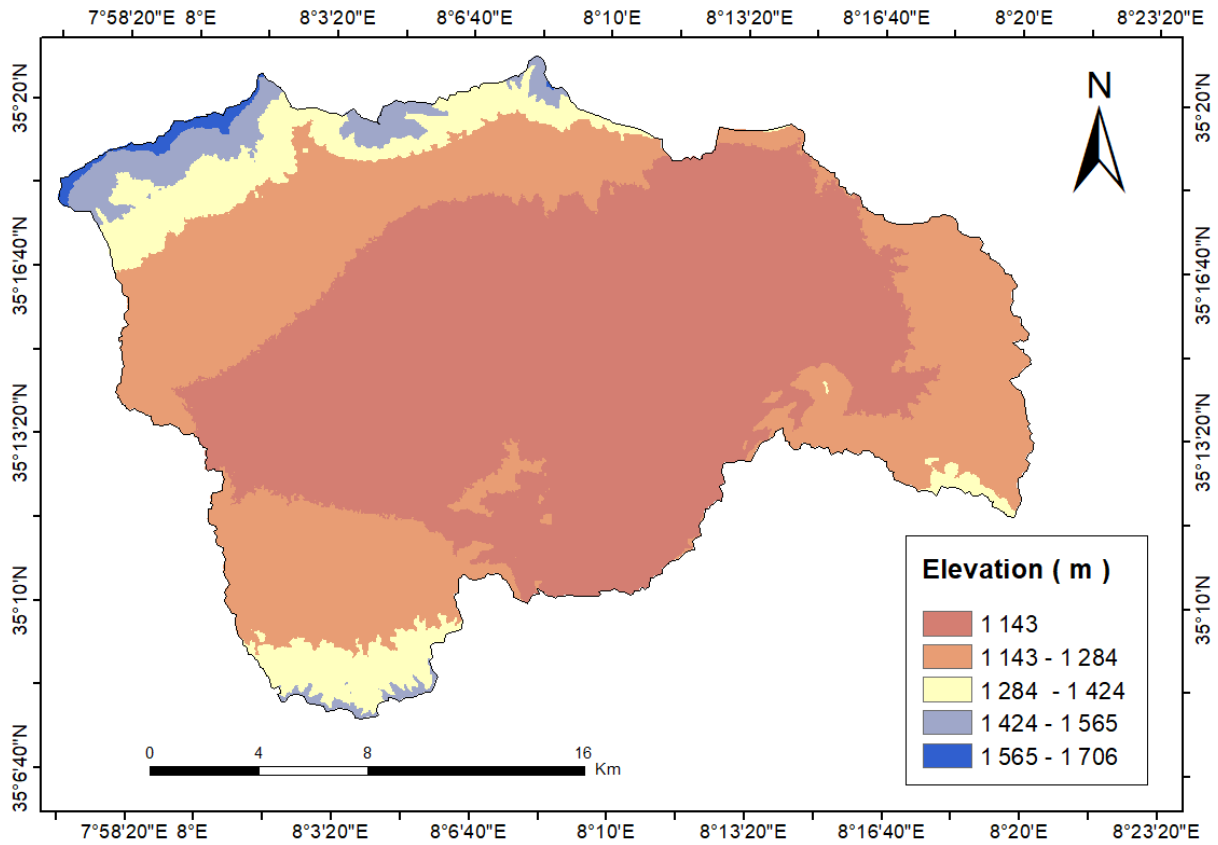 7°58'20"E 8°E 8°3'20"E 8°6'40"E 8°10'E 8°13'20"E 8°16'40"E 8°20'E 8°23'20"E
35°20'N
35°16'40"N
35°13'20"N
35°10'N
35°6'40"N
N
35°20'N
35°16'40"N
35°13'20"N
35°10'N
Elevation ( m )
1 143
1 143 - 1 284
1 284 - 1 424
1 424 - 1 565
1 565 - 1 706
0 4 8 16
Km
7°58'20"E 8°E 8°3'20"E 8°6'40"E 8°10'E 8°13'20"E 8°16'40"E 8°20'E 8°23'20"E